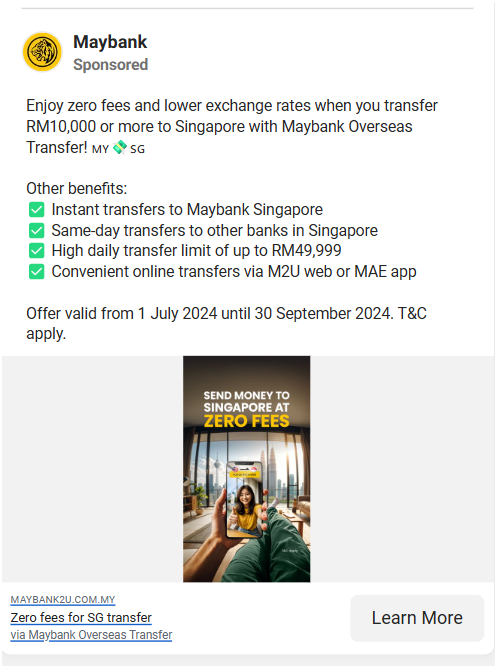 Maybank
Sponsored
Enjoy zero fees and lower exchange rates when you transfer
RM10,000 or more to Singapore with Maybank Overseas
Transfer! MY 💸 SG
Other benefits:
✅ Instant transfers to Maybank Singapore
✅ Same-day transfers to other banks in Singapore
✅ High daily transfer limit of up to RM49,999
✅ Convenient online transfers via M2U web or MAE app
Offer valid from 1 July 2024 until 30 September 2024. T&C
apply.
SEND MONEY TO
SINGAPORE AT
ZERO FEES
T&C apply.
MAYBANK2U.COM.MY
Zero fees for SG transfer
via Maybank Overseas Transfer
Learn More